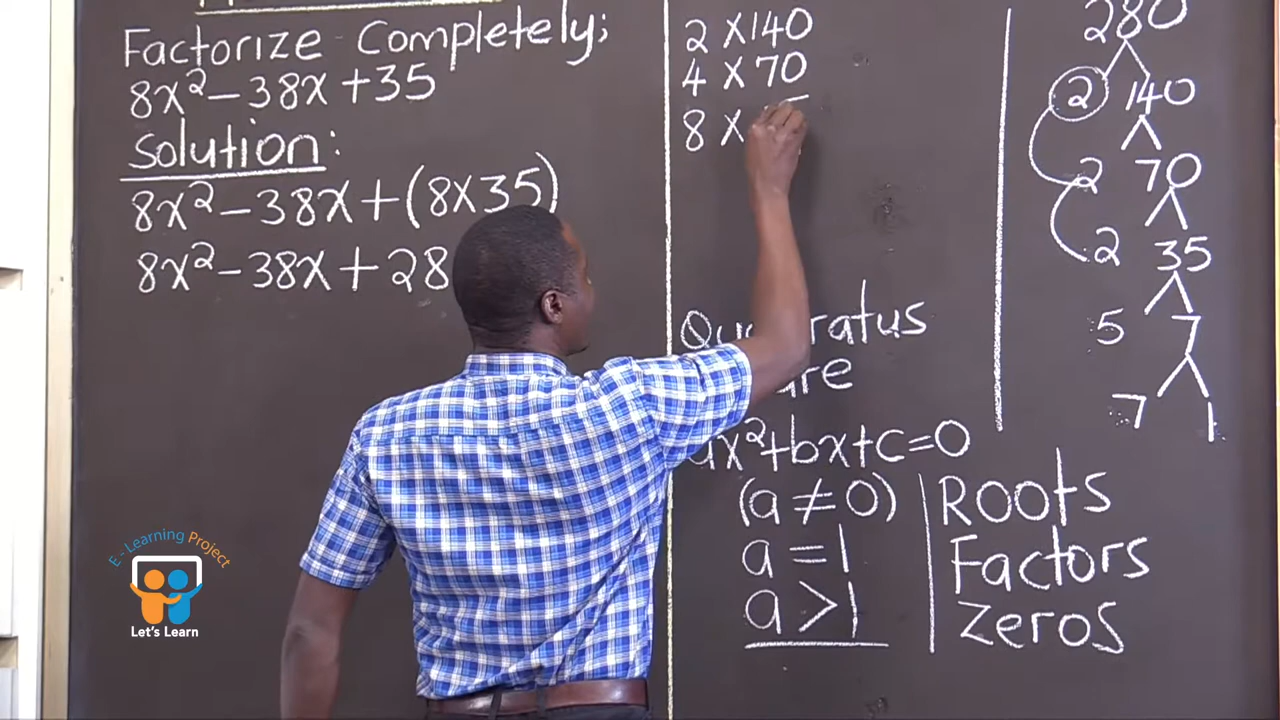 Factorize Completely;
8x²-38x+35
Solution:
8x²-38x+(8x35)
8x²-38x+28
2 x 140
4 x 70
8 x
Quadratus
ax²+bx+c=0
(a ≠ 0)
a = 1
a > 1
Roots
Factors
Zeros
280
2 140
2 70
2 35
5 7
7 1
E-Learning Project
Let's Learn